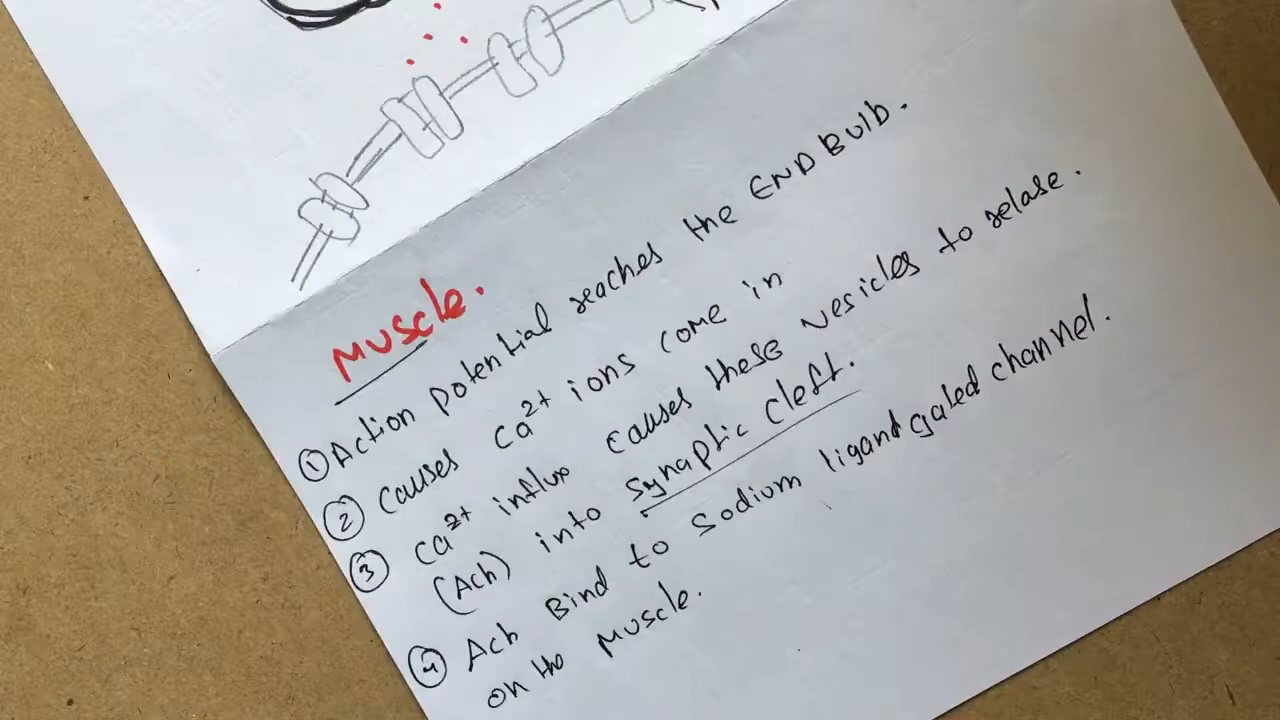 Muscle.
① Action potential reaches the END Bulb.
② Causes Ca²⁺ ions come in
③ Ca²⁺ influx causes these vesicles to relase.
(Ach) into synaptic cleft.
④ Ach Bind to Sodium ligand gated channel.
on the Muscle.